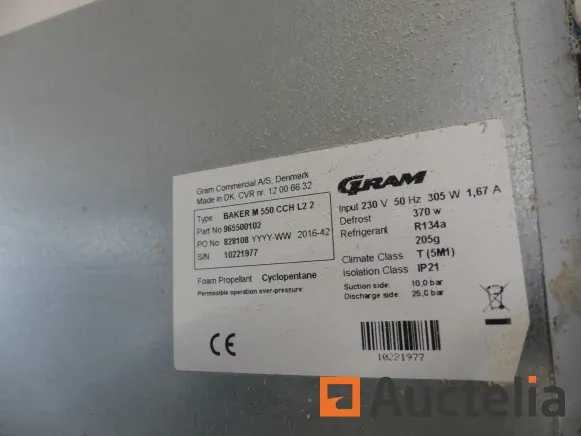 Gram Commercial A/S, Denmark
Made in DK. CVR nr. 12 00 66 32
Type BAKER M 550 CCH L2 2
Part No 965500102
PO No 828108 YYYY-WW 2016-42
S/N 10221977
Foam Propellant Cyclopentane
Permissible operation over-pressure:
CE
GRAM
Input 230 V 50 Hz 305 W 1,67 A
Defrost 370 w
Refrigerant R134a
205g
Climate Class T (5M1)
Isolation Class IP21
Suction side: 10,0 bar
Discharge side: 25,0 bar
10221977
Auctelia